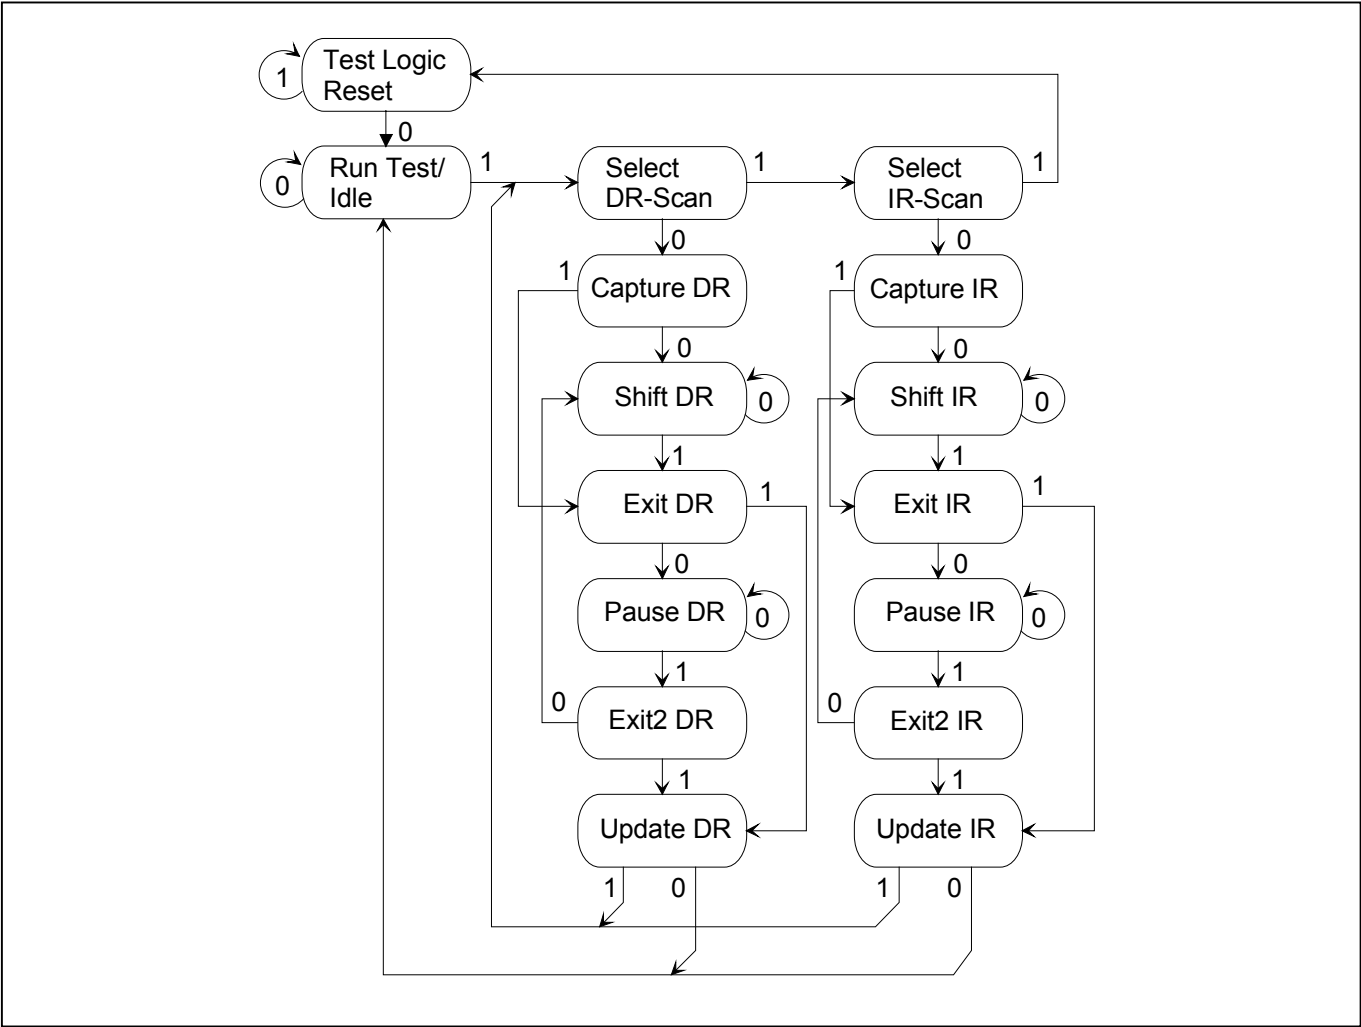 Test Logic
Reset
1
0
Run Test/
Idle
0
1
Select
DR-Scan
1
Select
IR-Scan
1
0
0
1
Capture DR
1
Capture IR
0
0
Shift DR
0
Shift IR
0
1
1
Exit DR
1
Exit IR
1
0
0
Pause DR
0
Pause IR
0
1
1
0
Exit2 DR
0
Exit2 IR
1
1
Update DR
Update IR
1
0
1
0